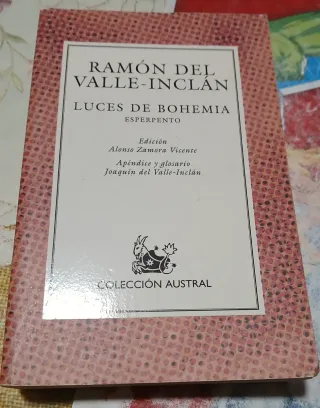 RAMÓN DEL
VALLE-INCLÁN
LUCES DE BOHEMIA
ESPERPENTO
Edición
Alonso Zamora Vicente
Apéndice y glosario
Joaquín del Valle-Inclán
COLECCIÓN AUSTRAL